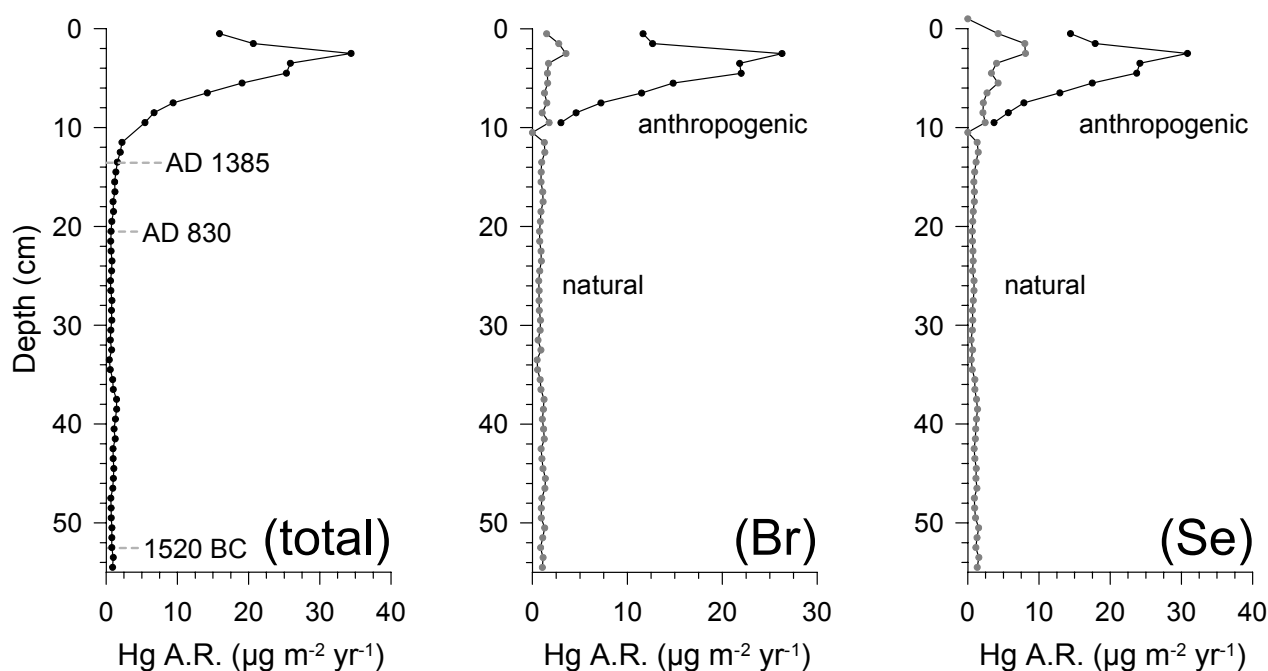 0
10
20
30
40
50
Depth (cm)
AD 1385
AD 830
1520 BC
(total)
0 10 20 30 40
Hg A.R. (µg m⁻² yr⁻¹)
0
10
20
30
40
50
anthropogenic
natural
(Br)
0 10 20 30
Hg A.R. (µg m⁻² yr⁻¹)
0
10
20
30
40
50
anthropogenic
natural
(Se)
0 10 20 30 40
Hg A.R. (µg m⁻² yr⁻¹)